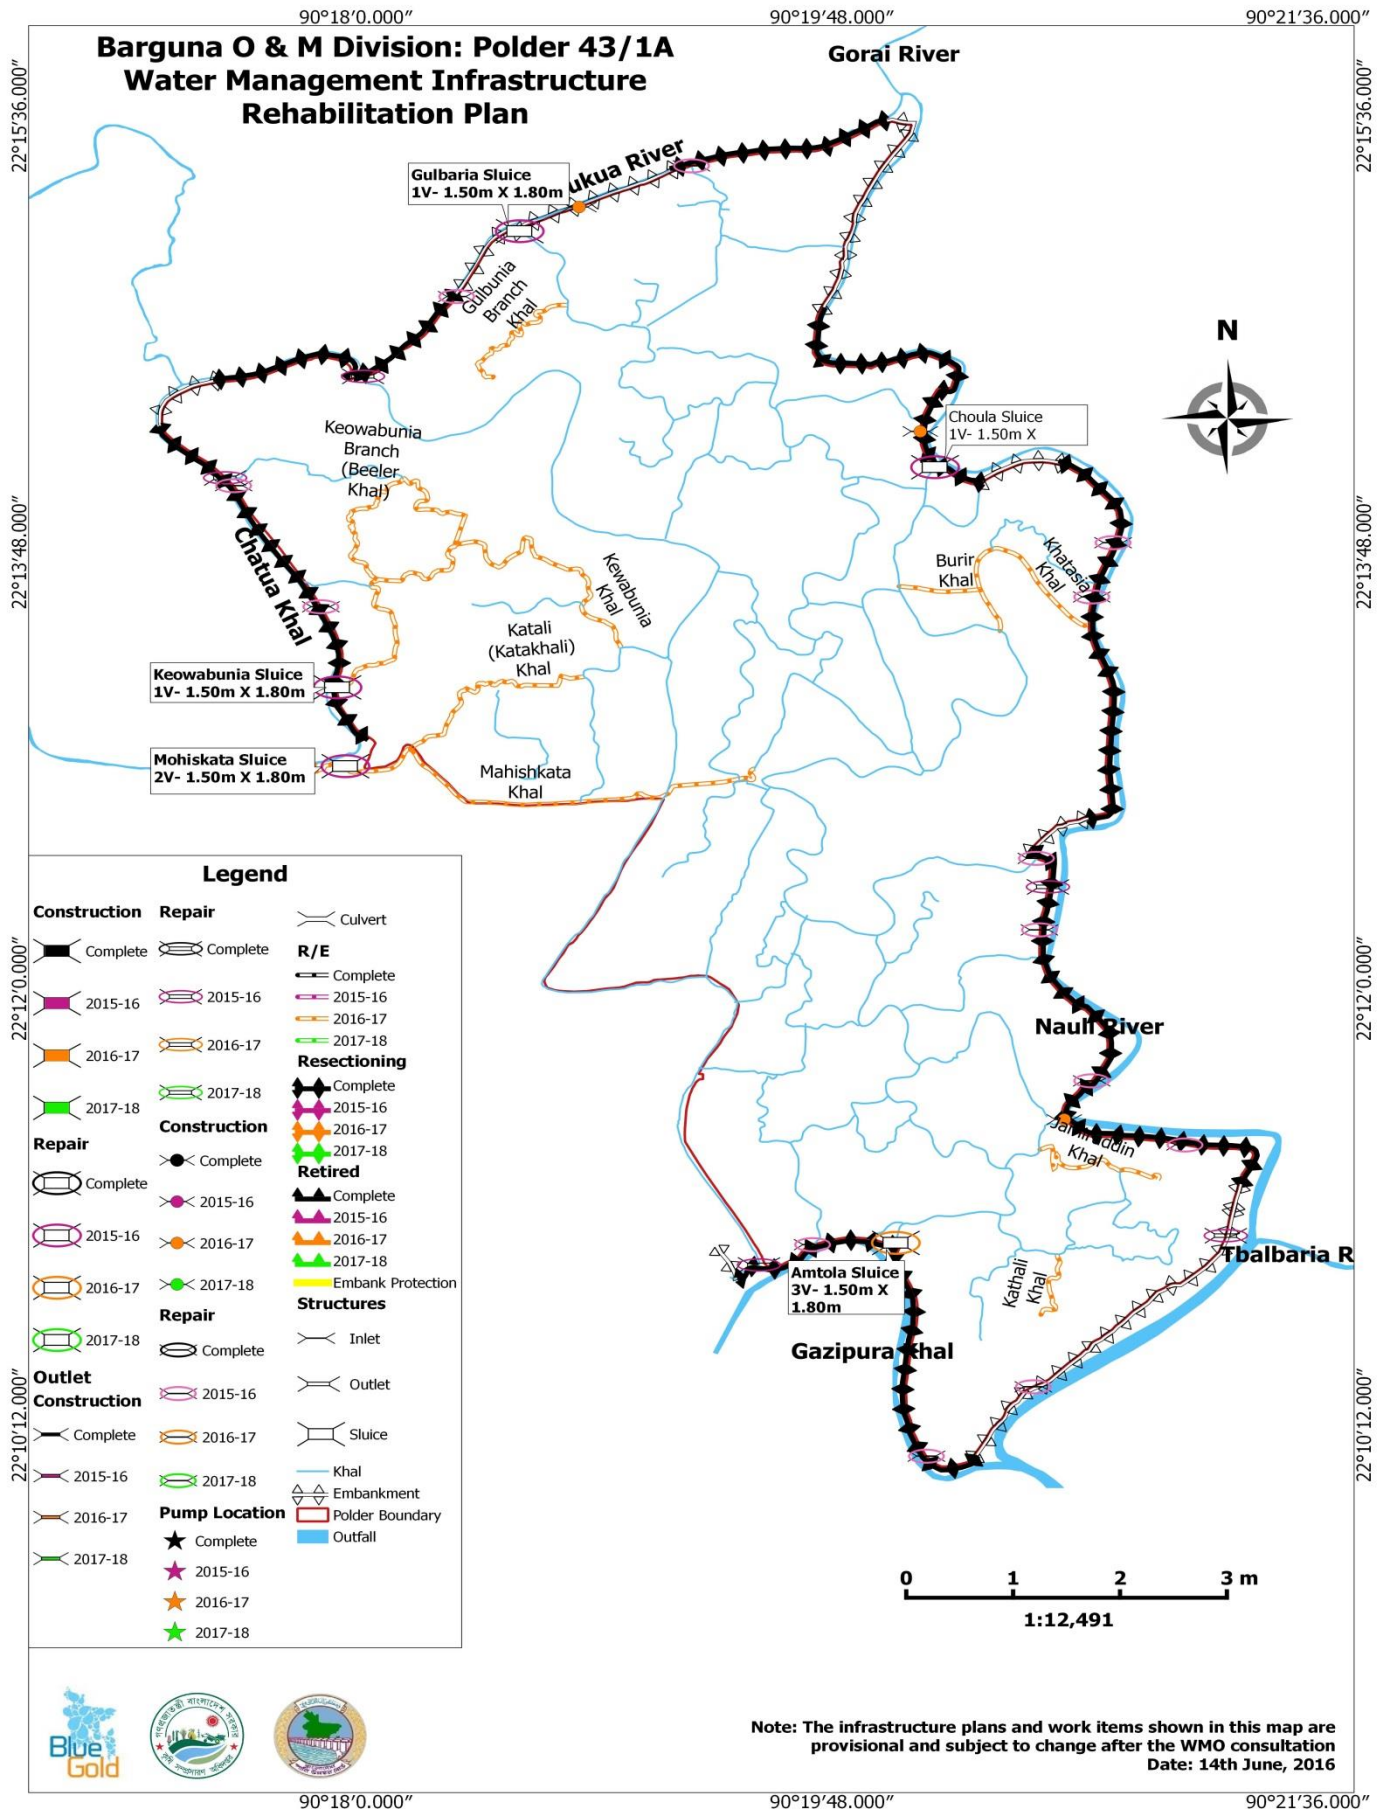 90°18'0.000"
90°19'48.000"
90°21'36.000"
Barguna O & M Division: Polder 43/1A
Water Management Infrastructure
Rehabilitation Plan
Gorai River
22°15'36.000"
22°15'36.000"
ukua River
Gulbaria Sluice
1V- 1.50m X 1.80m
Gulbunia
Branch
Khal
N
Keowabunia
Branch
(Beeler
Khal)
Choula Sluice
1V- 1.50m X
22°13'48.000"
22°13'48.000"
Chatua Khal
Kewabunia
Khal
Burir
Khal
Khatasia
Khal
Katali
(Katakhali)
Khal
Keowabunia Sluice
1V- 1.50m X 1.80m
Mohiskata Sluice
2V- 1.50m X 1.80m
Mahishkata
Khal
22°12'0.000"
22°12'0.000"
Nauli River
Khal
Tbalbaria R
Amtola Sluice
3V- 1.50m X
1.80m
Kathali
Khal
Gazipura Khal
22°10'12.000"
22°10'12.000"
Legend
Construction
Complete
2015-16
2016-17
2017-18
Repair
Complete
2015-16
2016-17
2017-18
Outlet
Construction
Complete
2015-16
2016-17
2017-18
Repair
Complete
2015-16
2016-17
2017-18
Construction
Complete
2015-16
2016-17
2017-18
Repair
Complete
2015-16
2016-17
2017-18
Pump Location
Complete
2015-16
2016-17
2017-18
Culvert
R/E
Complete
2015-16
2016-17
2017-18
Resectioning
Complete
2015-16
2016-17
2017-18
Retired
Complete
2015-16
2016-17
2017-18
Embank Protection
Structures
Inlet
Outlet
Sluice
Khal
Embankment
Polder Boundary
Outfall
0 1 2 3 m
1:12,491
Blue
Gold
Note: The infrastructure plans and work items shown in this map are
provisional and subject to change after the WMO consultation
Date: 14th June, 2016
90°18'0.000"
90°19'48.000"
90°21'36.000"